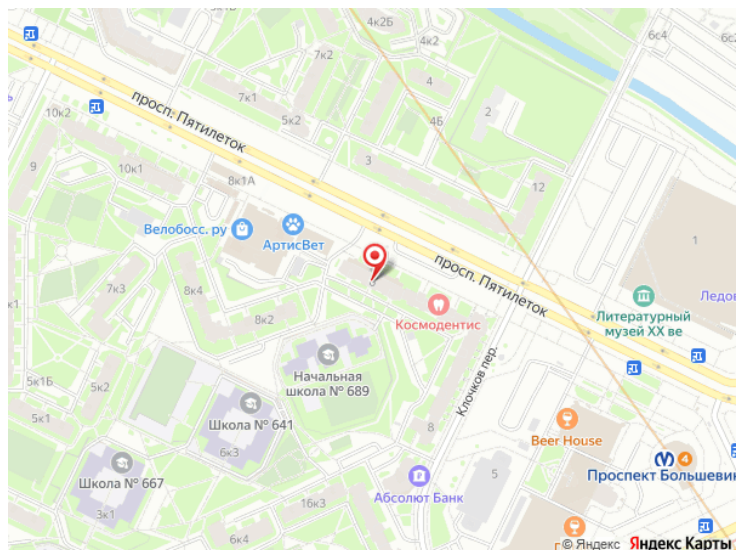 4к2Б
4к2
6с4
6с2
7к2
7к1
4
просп. Пятилеток
5к2
4Б
2
10к2
9
10к1
3
8к1А
12
Велобосс. ру
АртисВет
просп. Пятилеток
1
Ледов
7к3
8к4
8к2
Космодентис
Литературный
музей XX ве
5к1Б
Начальная
школа № 689
Клочков пер.
5к1
Школа № 641
6к3
8
Beer House
Школа № 667
3к1
16к3
Абсолют Банк
5
4
Проспект Большевик
© Яндекс Яндекс Карты